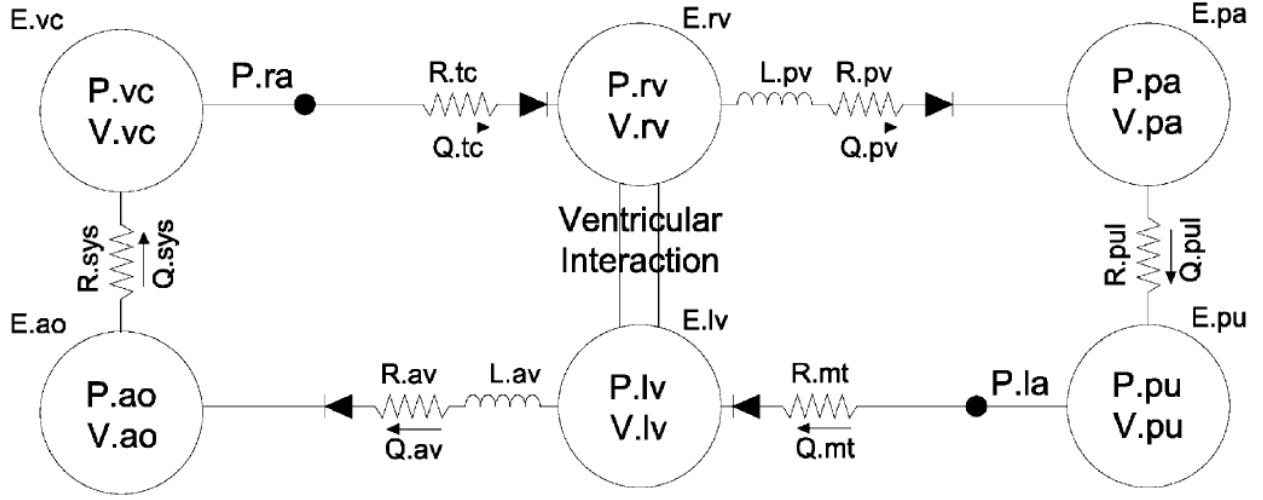 E.vc
P.vc
V.vc
P.ra
R.tc
Q.tc
E.rv
P.rv
V.rv
L.pv
R.pv
Q.pv
E.pa
P.pa
V.pa
R.sys
Q.sys
Ventricular
Interaction
R.pul
Q.pul
E.ao
P.ao
V.ao
R.av
L.av
Q.av
E.lv
P.lv
V.lv
R.mt
Q.mt
P.la
E.pu
P.pu
V.pu